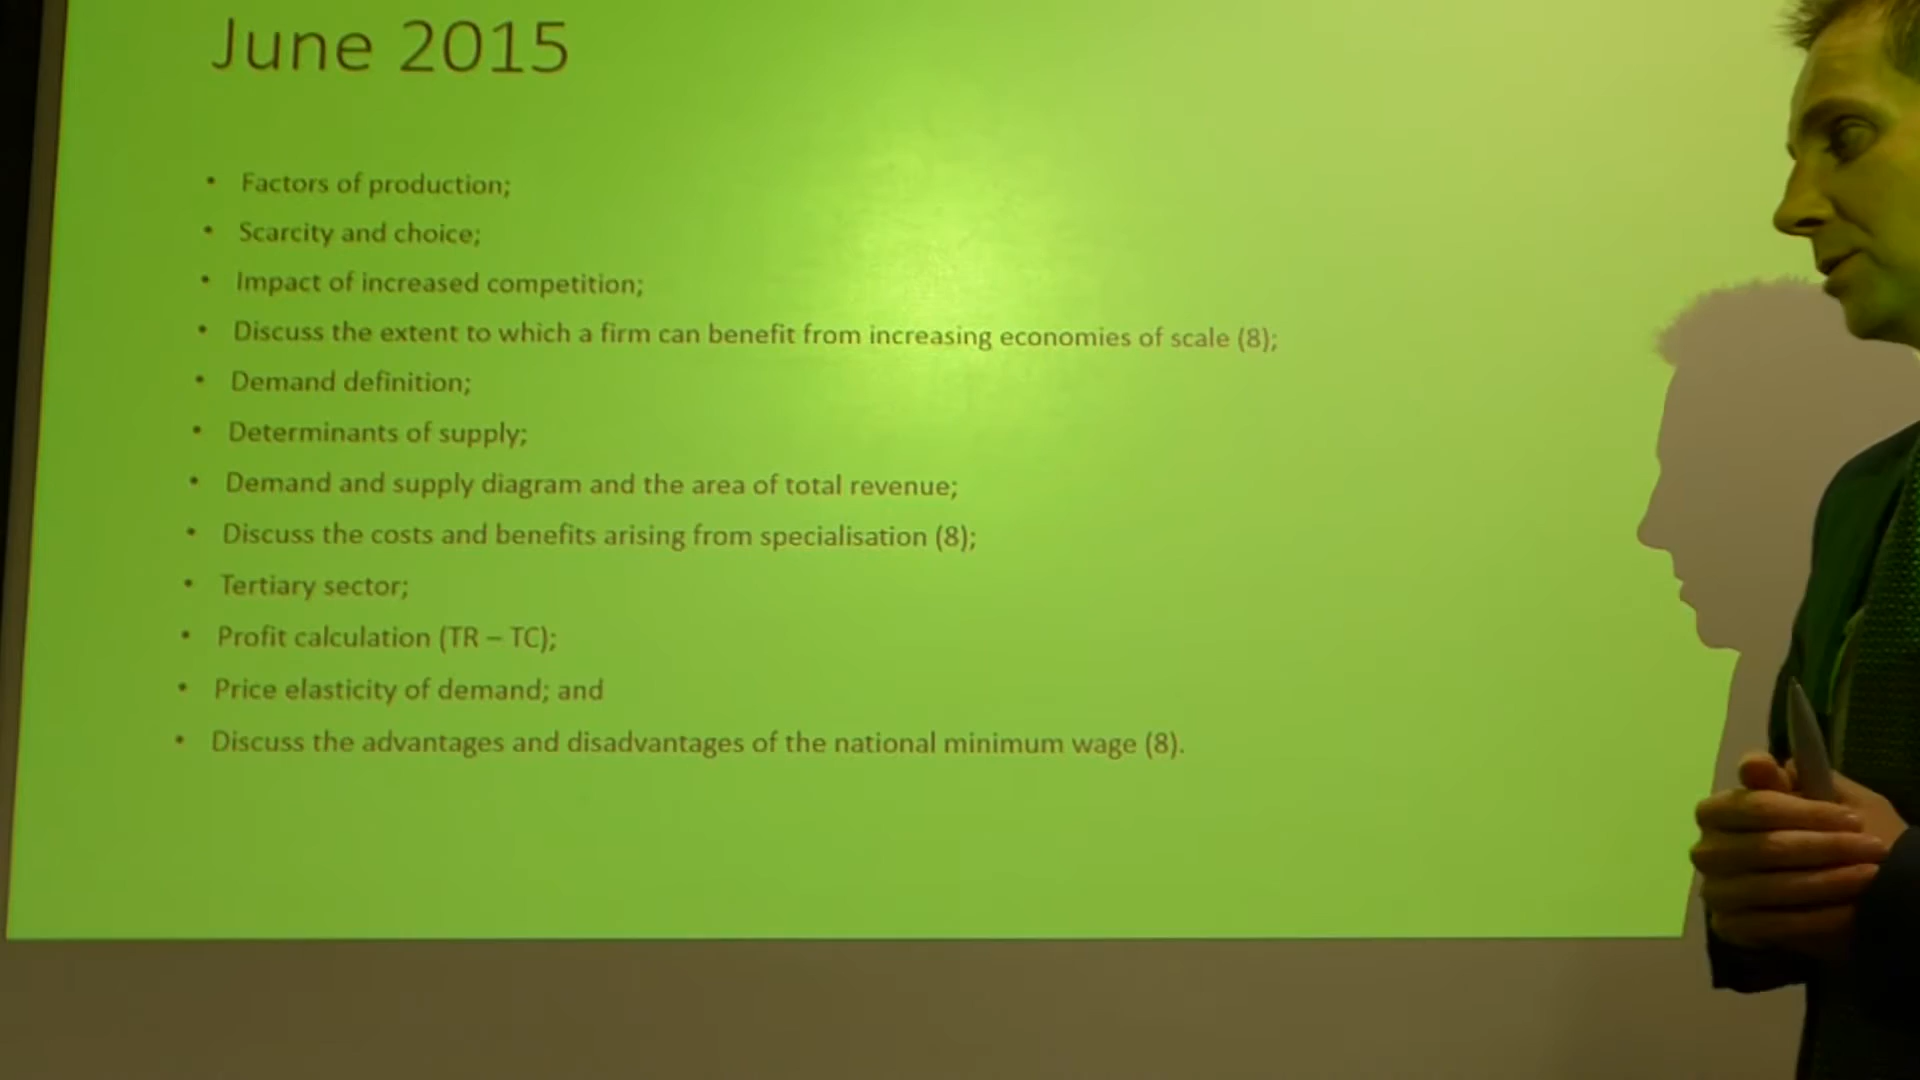 June 2015
• Factors of production;
• Scarcity and choice;
• Impact of increased competition;
• Discuss the extent to which a firm can benefit from increasing economies of scale (8);
• Demand definition;
• Determinants of supply;
• Demand and supply diagram and the area of total revenue;
• Discuss the costs and benefits arising from specialisation (8);
• Tertiary sector;
• Profit calculation (TR – TC);
• Price elasticity of demand; and
• Discuss the advantages and disadvantages of the national minimum wage (8).